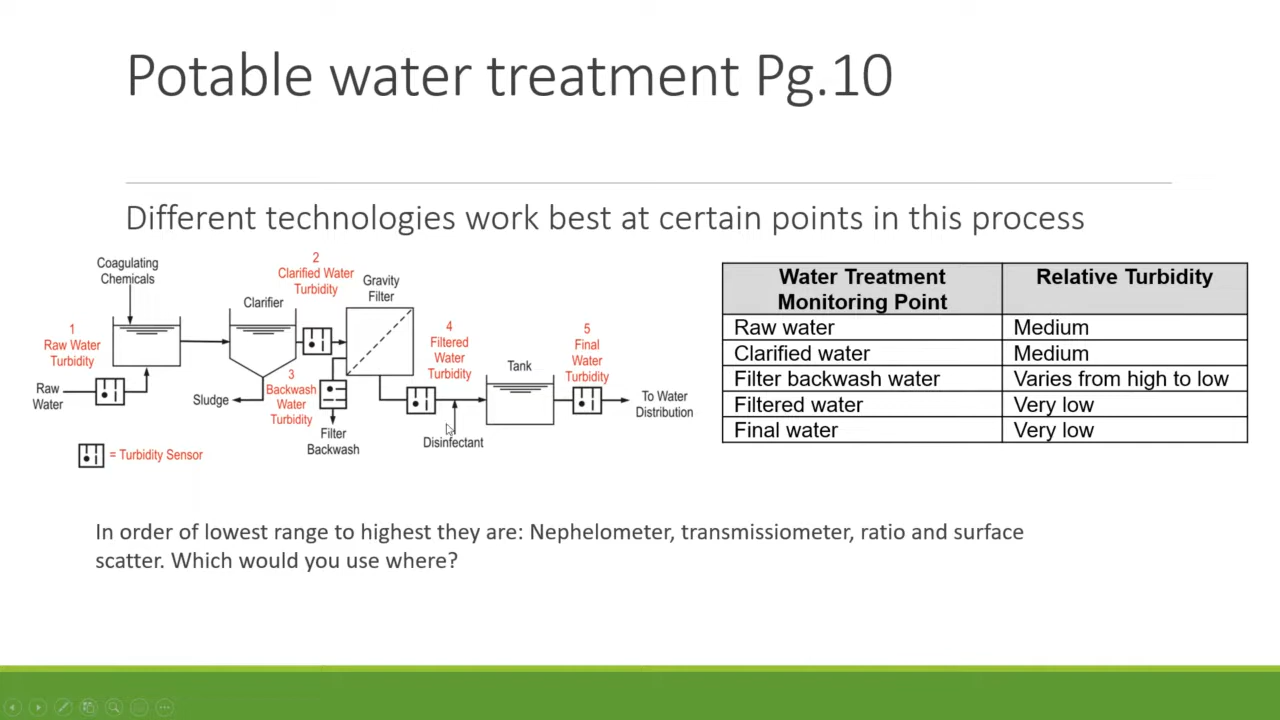 Potable water treatment Pg.10
Different technologies work best at certain points in this process
Coagulating
Chemicals
1
Raw Water
Turbidity
Raw
Water
Clarifier
2
Clarified Water
Turbidity
Gravity
Filter
Sludge
3
Backwash
Water
Turbidity
Filter
Backwash
4
Filtered
Water
Turbidity
Disinfectant
Tank
5
Final
Water
Turbidity
To Water
Distribution
= Turbidity Sensor
Water Treatment
Monitoring Point
Relative Turbidity
Raw water
Medium
Clarified water
Medium
Filter backwash water
Varies from high to low
Filtered water
Very low
Final water
Very low
In order of lowest range to highest they are: Nephelometer, transmissiometer, ratio and surface
scatter. Which would you use where?